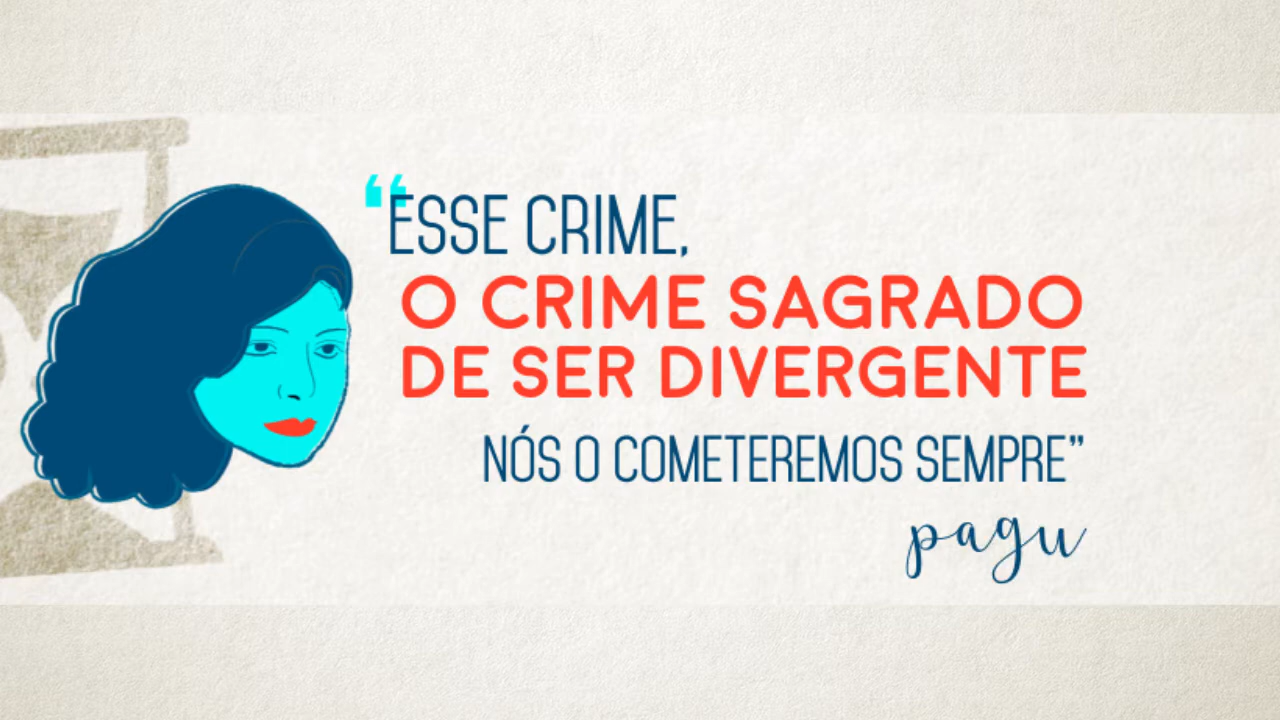 “ESSE CRIME,
O CRIME SAGRADO
DE SER DIVERGENTE
NÓS O COMETEREMOS SEMPRE”
pagu